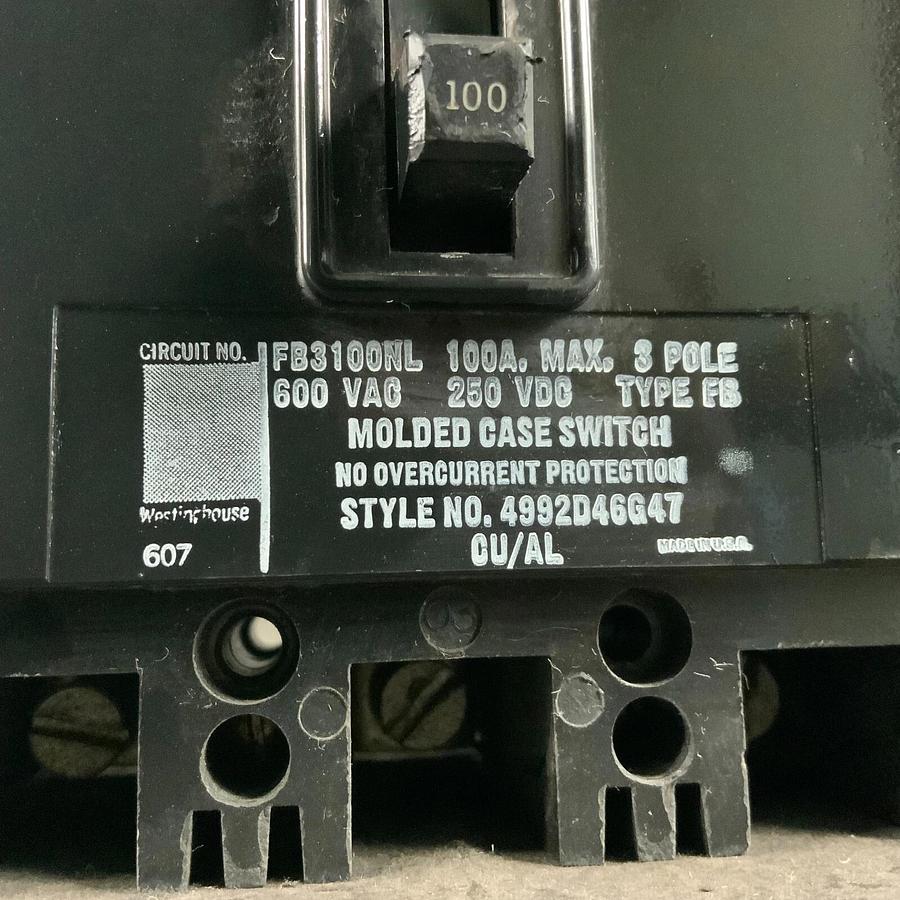 100
CIRCUIT NO.
FB3100NL 100A. MAX. 3 POLE
600 VAC 250 VDC TYPE FB
MOLDED CASE SWITCH
NO OVERCURRENT PROTECTION
STYLE NO. 4992D46G47
CU/AL
MADE IN U.S.A.
Westinghouse
607